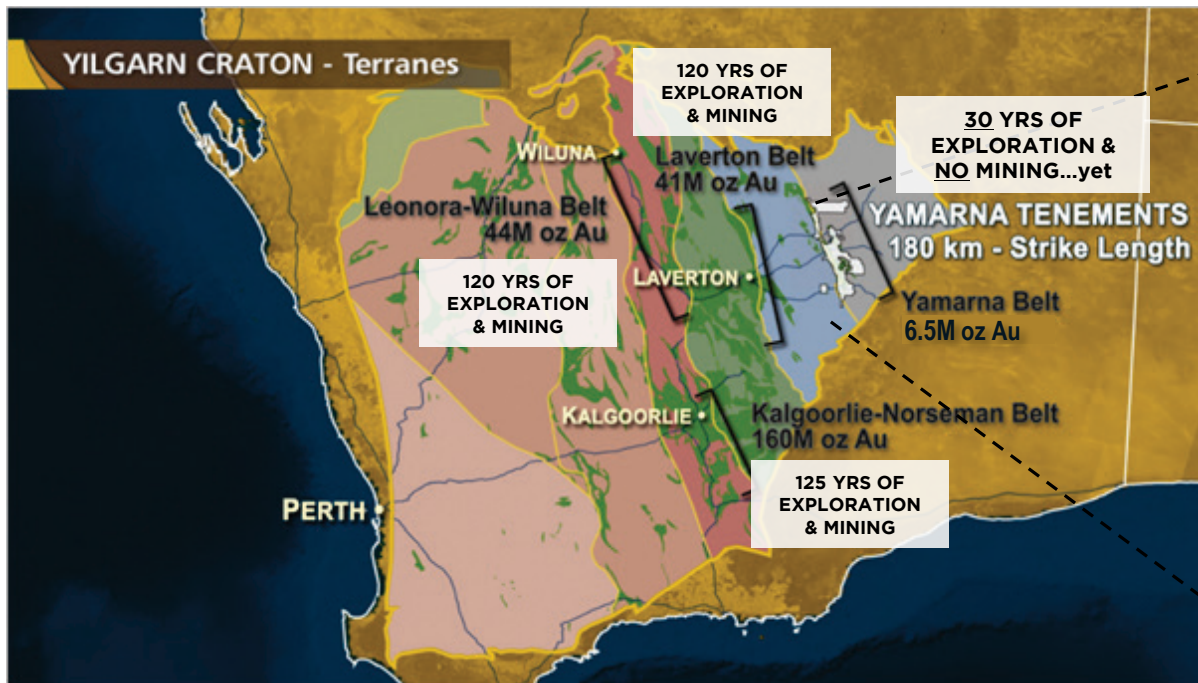 YILGARN CRATON - Terranes
120 YRS OF
EXPLORATION
& MINING
30 YRS OF
EXPLORATION &
NO MINING...yet
WILUNA
Laverton Belt
41M oz Au
Leonora-Wiluna Belt
44M oz Au
YAMARNA TENEMENTS
180 km - Strike Length
120 YRS OF
EXPLORATION
& MINING
LAVERTON
Yamarna Belt
6.5M oz Au
KALGOORLIE
Kalgoorlie-Norseman Belt
160M oz Au
125 YRS OF
EXPLORATION
& MINING
PERTH